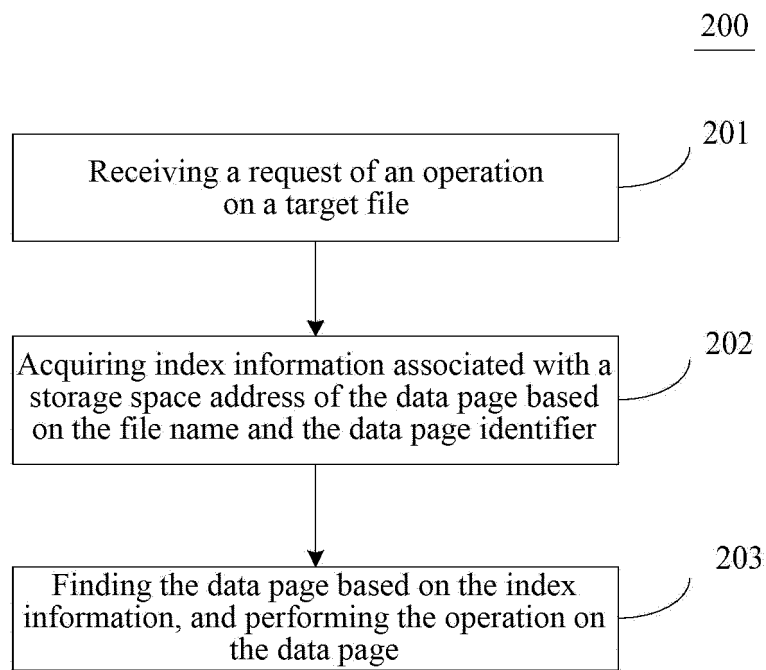 200
201
Receiving a request of an operation
on a target file
202
Acquiring index information associated with a
storage space address of the data page based
on the file name and the data page identifier
203
Finding the data page based on the index
information, and performing the operation on
the data page